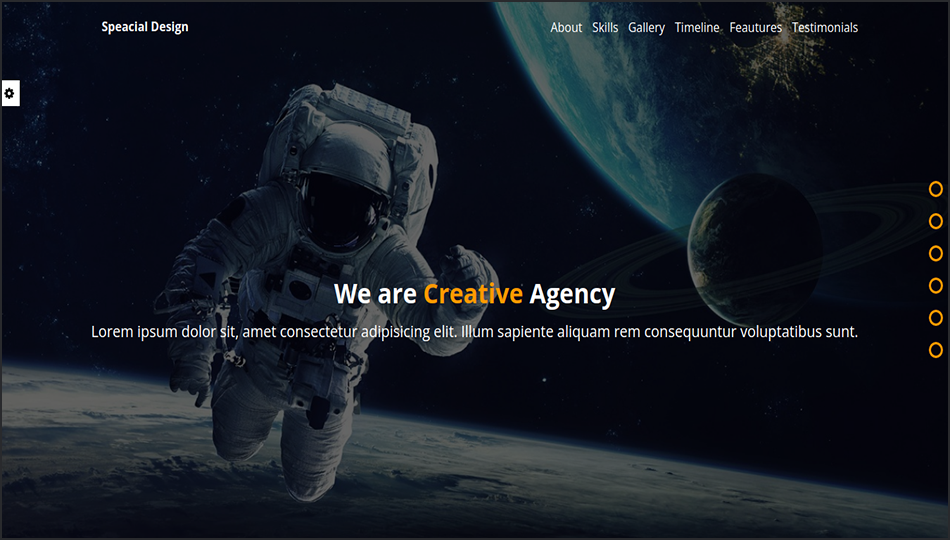 Speacial Design
About Skills Gallery Timeline Feautures Testimonials
We are Creative Agency
Lorem ipsum dolor sit, amet consectetur adipisicing elit. Illum sapiente aliquam rem consequuntur voluptatibus sunt.